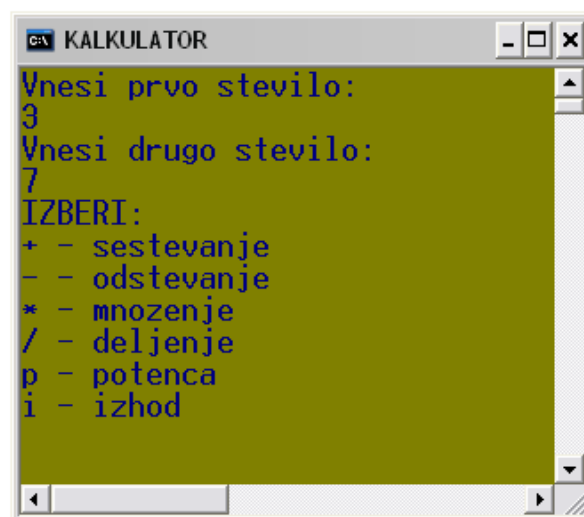 KALKULATOR
Vnesi prvo stevilo:
3
Vnesi drugo stevilo:
7
IZBERI:
+ - sestevanje
- - odstevanje
* - mnozenje
/ - deljenje
p - potenca
i - izhod